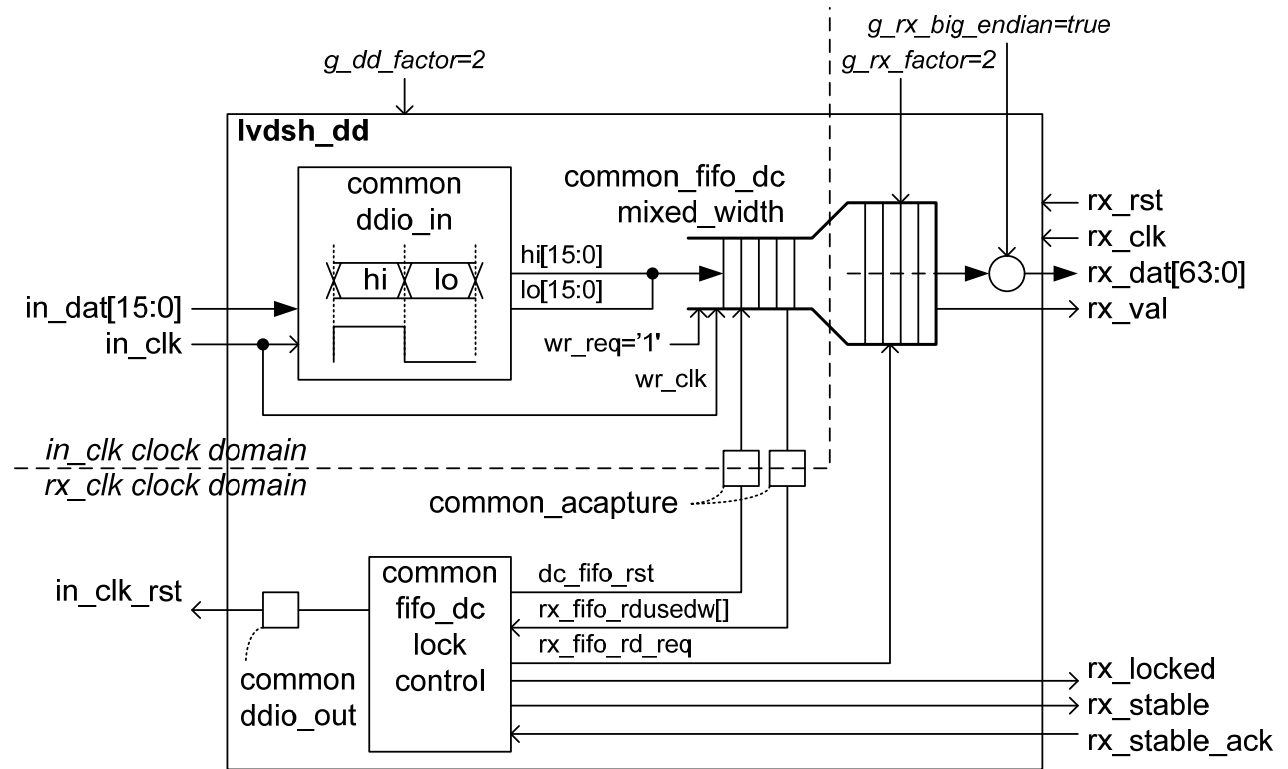 g_rx_big_endian=true
g_dd_factor=2
g_rx_factor=2
lvdsh_dd
common
ddio_in
hi
lo
common_fifo_dc
mixed_width
hi[15:0]
lo[15:0]
in_dat[15:0]
in_clk
wr_req='1'
wr_clk
rx_rst
rx_clk
rx_dat[63:0]
rx_val
in_clk clock domain
rx_clk clock domain
common_acapture
in_clk_rst
common
ddio_out
common
fifo_dc
lock
control
dc_fifo_rst
rx_fifo_rdusedw[]
rx_fifo_rd_req
rx_locked
rx_stable
rx_stable_ack